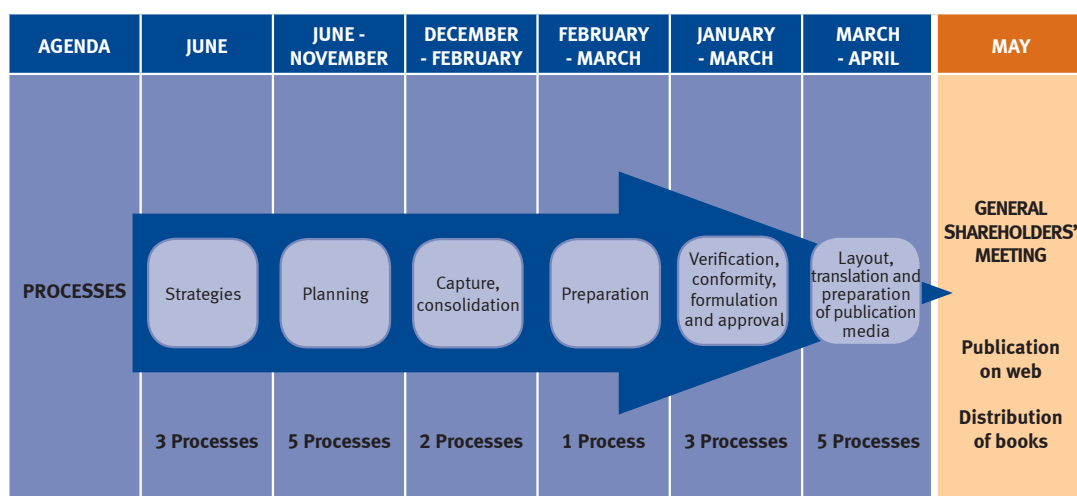 AGENDA
JUNE
JUNE -
NOVEMBER
DECEMBER
- FEBRUARY
FEBRUARY
- MARCH
JANUARY
- MARCH
MARCH
- APRIL
MAY
PROCESSES
Strategies
Planning
Capture,
consolidation
Preparation
Verification,
conformity,
formulation
and approval
Layout,
translation and
preparation
of publication
media
GENERAL
SHAREHOLDERS'
MEETING
Publication
on web
Distribution
of books
3 Processes
5 Processes
2 Processes
1 Process
3 Processes
5 Processes